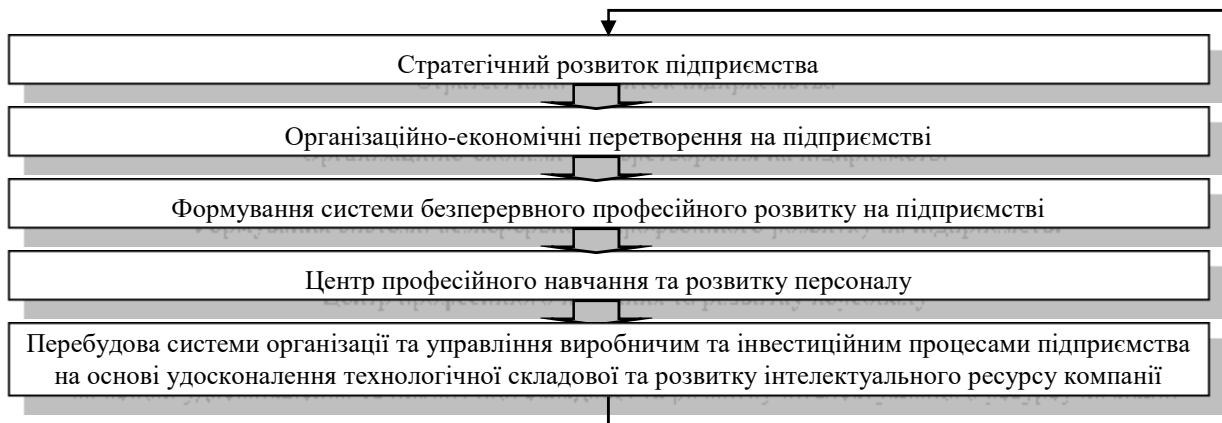 Стратегічний розвиток підприємства
Організаційно-економічні перетворення на підприємстві
Формування системи безперервного професійного розвитку на підприємстві
Центр професійного навчання та розвитку персоналу
Перебудова системи організації та управління виробничим та інвестиційним процесами підприємства
на основі удосконалення технологічної складової та розвитку інтелектуального ресурсу компанії